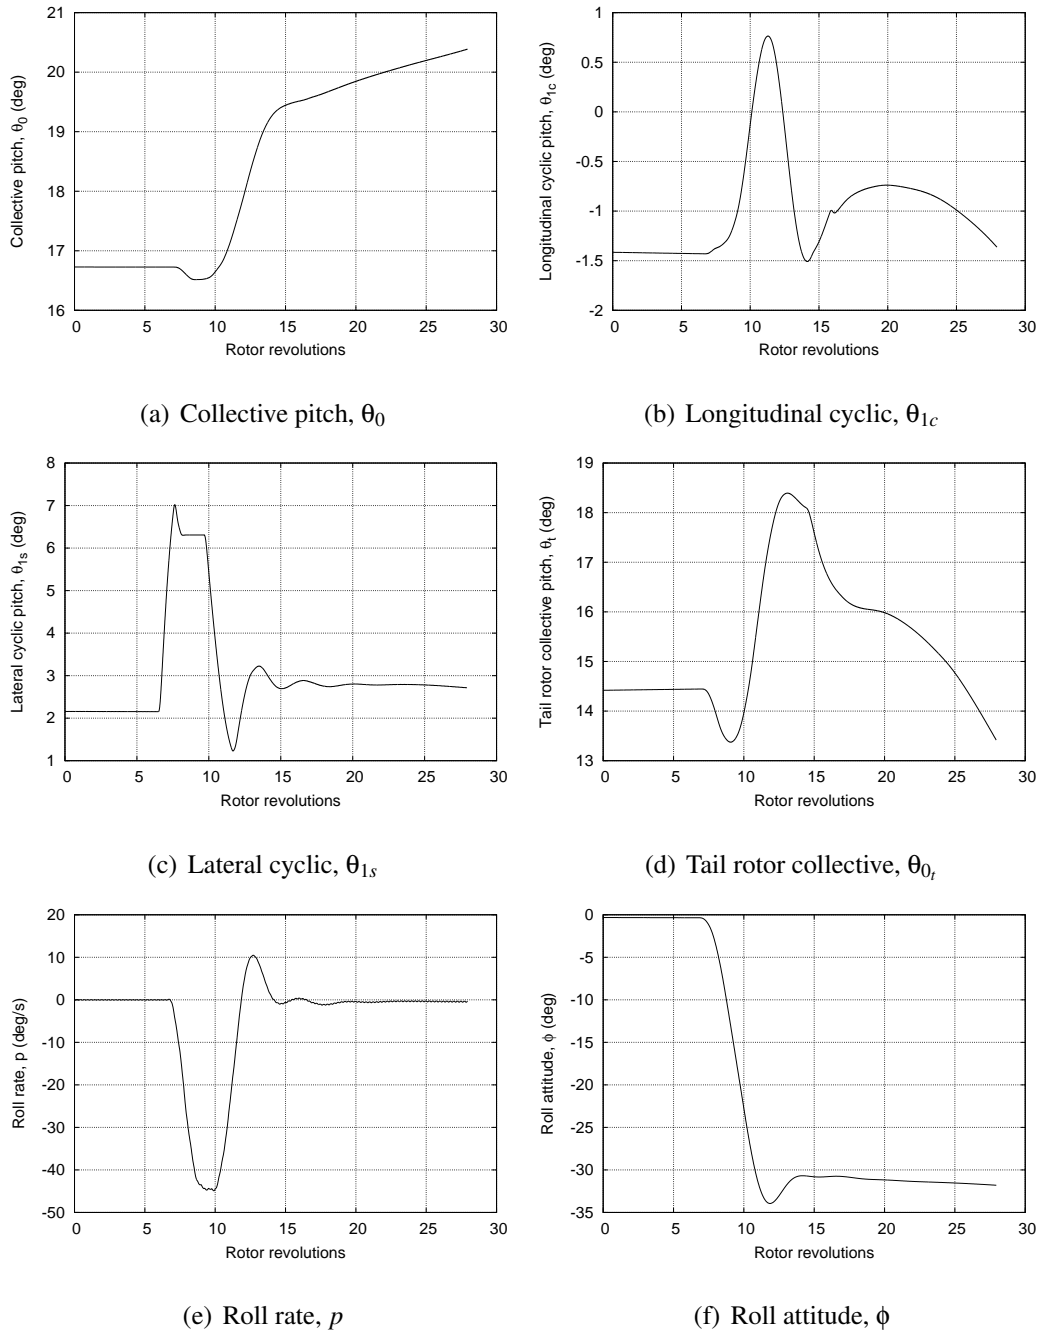 21
20
19
18
17
16
0 5 10 15 20 25 30
Collective pitch, θ0 (deg)
Rotor revolutions
(a) Collective pitch, θ0
1
0.5
0
-0.5
-1
-1.5
-2
0 5 10 15 20 25 30
Longitudinal cyclic pitch, θ1c (deg)
Rotor revolutions
(b) Longitudinal cyclic, θ1c
8
7
6
5
4
3
2
1
0 5 10 15 20 25 30
Lateral cyclic pitch, θ1s (deg)
Rotor revolutions
(c) Lateral cyclic, θ1s
19
18
17
16
15
14
13
0 5 10 15 20 25 30
Tail rotor collective pitch, θt (deg)
Rotor revolutions
(d) Tail rotor collective, θ0t
20
10
0
-10
-20
-30
-40
-50
0 5 10 15 20 25 30
Roll rate, p (deg/s)
Rotor revolutions
(e) Roll rate, p
0
-5
-10
-15
-20
-25
-30
-35
0 5 10 15 20 25 30
Roll attitude, ϕ (deg)
Rotor revolutions
(f) Roll attitude, ϕ